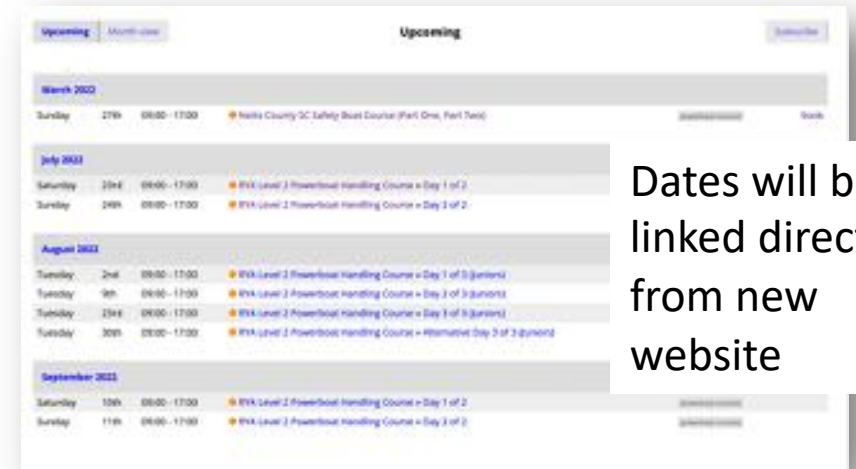 Upcoming Month view Upcoming Subscribe
March 2022
Sunday 27th 09:00 - 17:00 Notts County SC Safety Boat Course (Part One, Part Two) Book
July 2022
Saturday 23rd 09:00 - 17:00 RYA Level 2 Powerboat Handling Course » Day 1 of 2
Sunday 24th 09:00 - 17:00 RYA Level 2 Powerboat Handling Course » Day 2 of 2
Dates will b
linked direct
from new
website
August 2022
Tuesday 2nd 09:00 - 17:00 RYA Level 2 Powerboat Handling Course » Day 1 of 3 (Juniors)
Tuesday 9th 09:00 - 17:00 RYA Level 2 Powerboat Handling Course » Day 2 of 3 (Juniors)
Tuesday 23rd 09:00 - 17:00 RYA Level 2 Powerboat Handling Course » Day 3 of 3 (Juniors)
Tuesday 30th 09:00 - 17:00 RYA Level 2 Powerboat Handling Course » Alternative Day 3 of 3 (Juniors)
September 2022
Saturday 10th 09:00 - 17:00 RYA Level 2 Powerboat Handling Course » Day 1 of 2
Sunday 11th 09:00 - 17:00 RYA Level 2 Powerboat Handling Course » Day 2 of 2